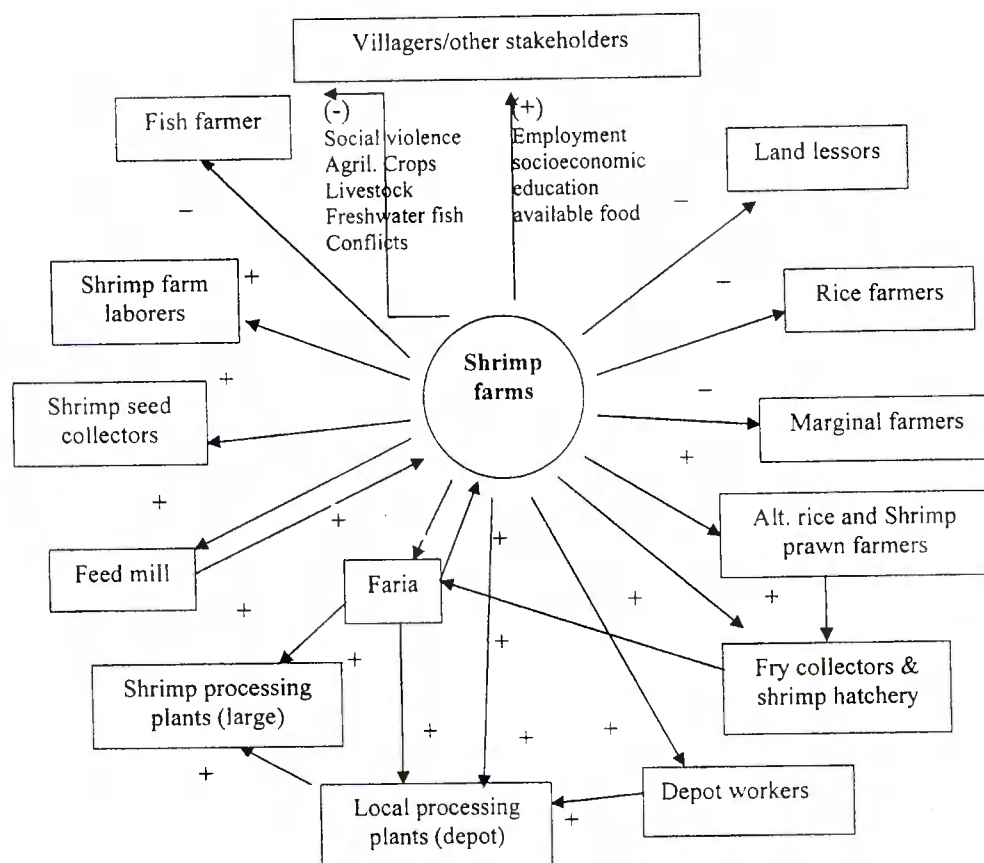 Villagers/other stakeholders
Fish farmer
(-)
Social violence
Agril. Crops
Livestock
Freshwater fish
Conflicts
(+)
Employment
socioeconomic
education
available food
Land lessors
−
−
Shrimp farm
laborers
+
−
Rice farmers
Shrimp
farms
Shrimp seed
collectors
+
−
Marginal farmers
+
+
Alt. rice and Shrimp
prawn farmers
Feed mill
+
+
Faria
+
+
+
+
+
Fry collectors &
shrimp hatchery
Shrimp processing
plants (large)
+
+
+
+
+
Depot workers
Local processing
plants (depot)
+